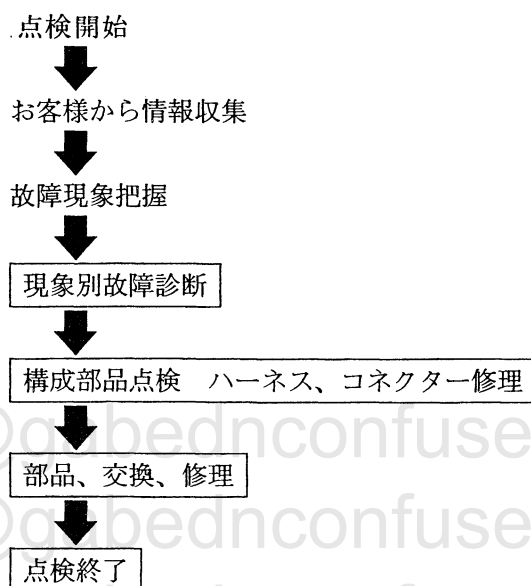 点検開始
お客様から情報収集
故障現象把握
現象別故障診断
構成部品点検　ハーネス、コネクター修理
@gabednconfuse
部品、交換、修理
@gabednconfuse
点検終了